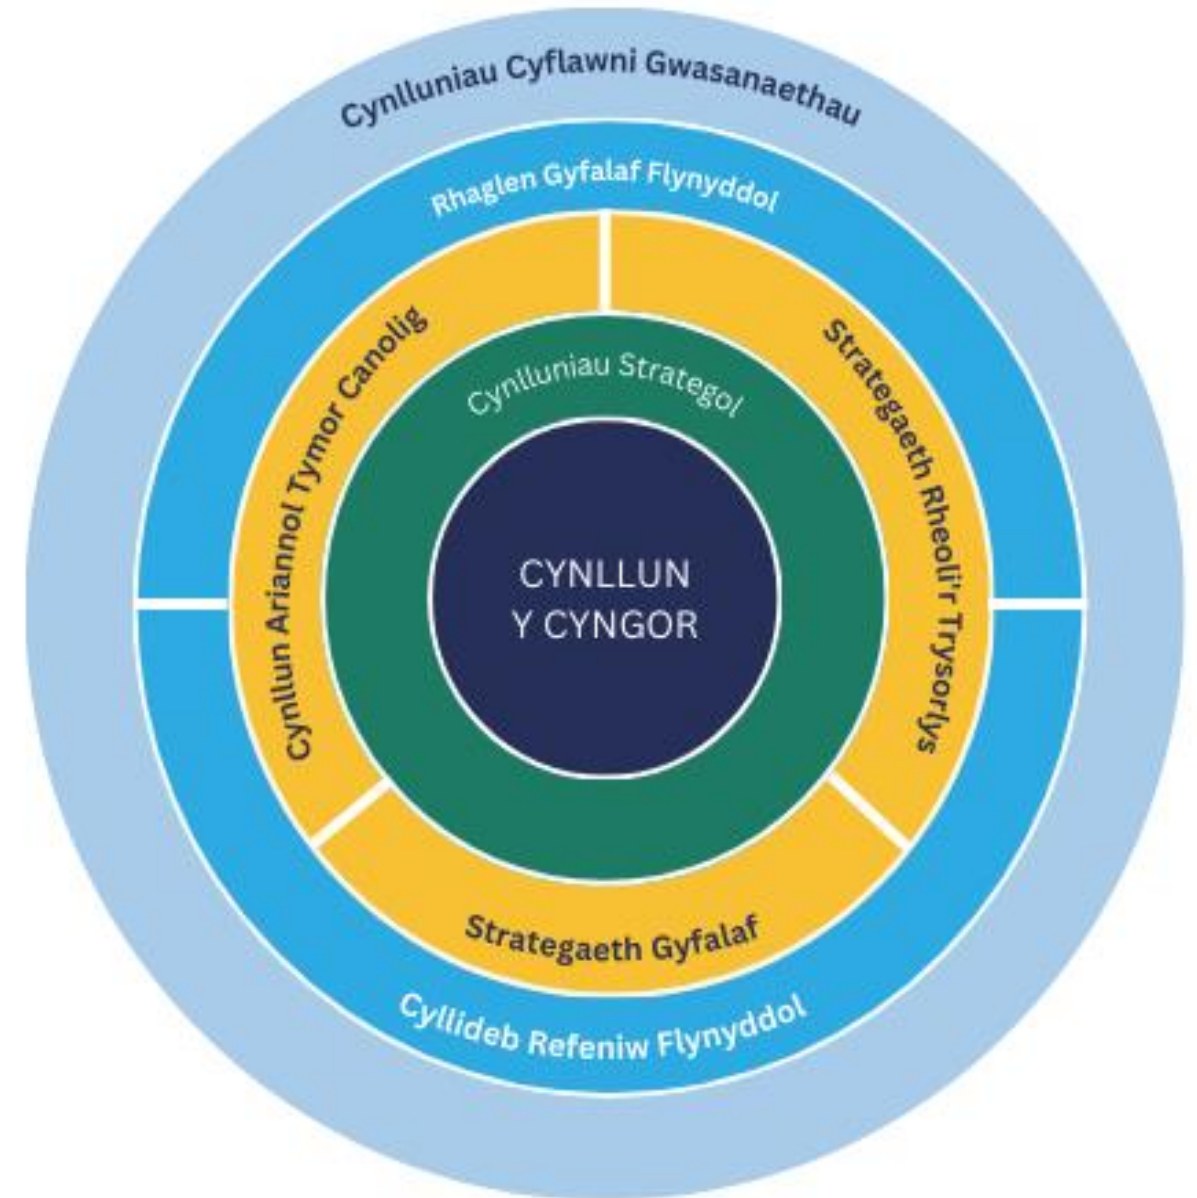 Cynlluniau Cyflawni Gwasanaethau
Rhaglen Gyfalaf Flynyddol
Cynllun Ariannol Tymor Canolig
Strategaeth Rheoli'r Trysorlys
Cynlluniau Strategol
CYNLLUN
Y CYNGOR
Strategaeth Gyfalaf
Cyllideb Refeniw Flynyddol